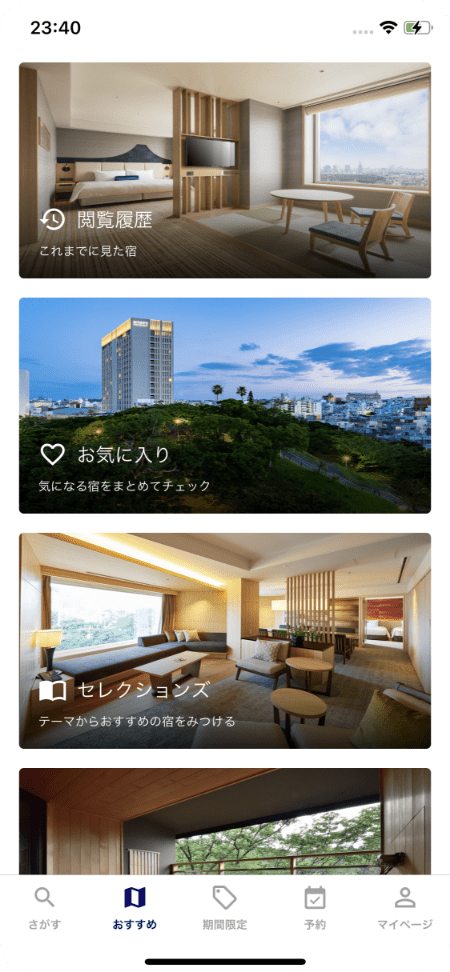 23:40
閲覧履歴
これまでに見た宿
お気に入り
気になる宿をまとめてチェック
セレクションズ
テーマからおすすめの宿をみつける
さがす
おすすめ
期間限定
予約
マイページ